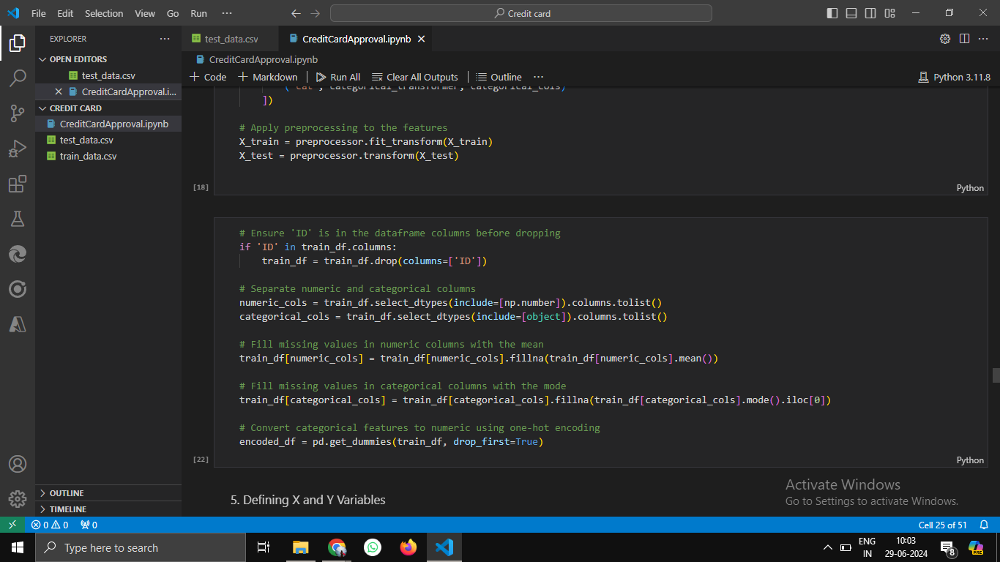 File Edit Selection View Go Run ··· Credit card
EXPLORER ···
OPEN EDITORS
test_data.csv
CreditCardApproval.i...
CREDIT CARD
CreditCardApproval.ipynb
test_data.csv
train_data.csv
OUTLINE
TIMELINE
test_data.csv CreditCardApproval.ipynb
CreditCardApproval.ipynb
+ Code + Markdown Run All Clear All Outputs Outline ··· Python 3.11.8
('cat', categorical_transformer, categorical_cols)
])
# Apply preprocessing to the features
X_train = preprocessor.fit_transform(X_train)
X_test = preprocessor.transform(X_test)
[18] Python
# Ensure 'ID' is in the dataframe columns before dropping
if 'ID' in train_df.columns:
train_df = train_df.drop(columns=['ID'])
# Separate numeric and categorical columns
numeric_cols = train_df.select_dtypes(include=[np.number]).columns.tolist()
categorical_cols = train_df.select_dtypes(include=[object]).columns.tolist()
# Fill missing values in numeric columns with the mean
train_df[numeric_cols] = train_df[numeric_cols].fillna(train_df[numeric_cols].mean())
# Fill missing values in categorical columns with the mode
train_df[categorical_cols] = train_df[categorical_cols].fillna(train_df[categorical_cols].mode().iloc[0])
# Convert categorical features to numeric using one-hot encoding
encoded_df = pd.get_dummies(train_df, drop_first=True)
[22] Python
5. Defining X and Y Variables
Activate Windows
Go to Settings to activate Windows.
0 0 0 Cell 25 of 51
Type here to search
ENG
IN
10:03
29-06-2024
8
PRE